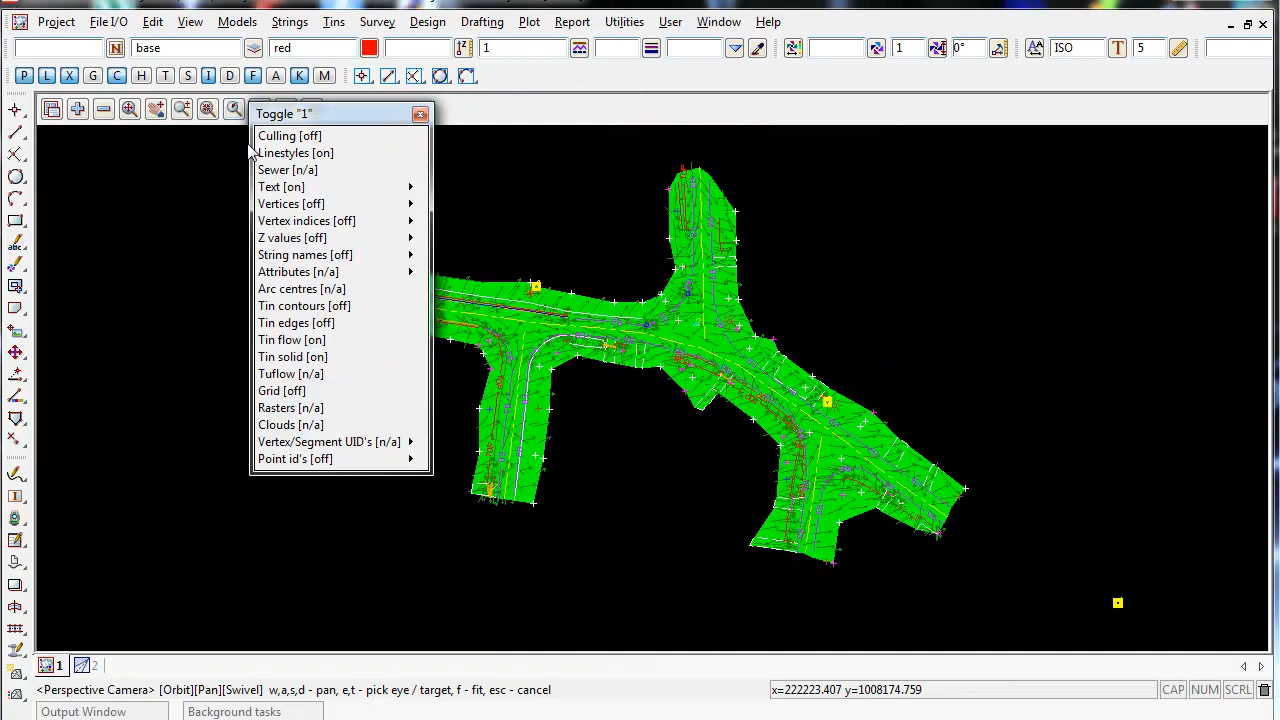 Project File I/O Edit View Models Strings Tins Survey Design Drafting Plot Report Utilities User Window Help
N base red 1 1 0° ISO T 5
P L X G C H T S I D F A K M
Toggle "1"
Culling [off]
Linestyles [on]
Sewer [n/a]
Text [on]
Vertices [off]
Vertex indices [off]
Z values [off]
String names [off]
Attributes [n/a]
Arc centres [n/a]
Tin contours [off]
Tin edges [off]
Tin flow [on]
Tin solid [on]
Tuflow [n/a]
Grid [off]
Rasters [n/a]
Clouds [n/a]
Vertex/Segment UID's [n/a]
Point id's [off]
1 2
<Perspective Camera> [Orbit][Pan][Swivel] w,a,s,d - pan, e,t - pick eye / target, f - fit, esc - cancel
x=222223.407 y=1008174.759
CAP NUM SCRL
Output Window Background tasks